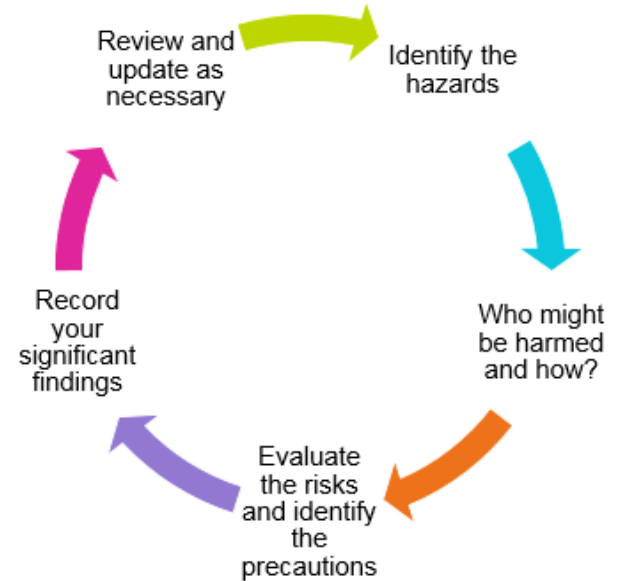 Review and
update as
necessary
Identify the
hazards
Who might
be harmed
and how?
Evaluate
the risks
and identify
the
precautions
Record
your
significant
findings